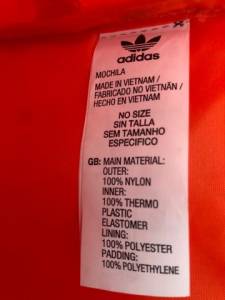 adidas
MOCHILA
MADE IN VIETNAM /
FABRICADO NO VIETNÃ /
HECHO EN VIETNAM
NO SIZE
SIN TALLA
SEM TAMANHO
ESPECIFICO
GB: MAIN MATERIAL:
OUTER:
100% NYLON
INNER:
100% THERMO
PLASTIC
ELASTOMER
LINING:
100% POLYESTER
PADDING:
100% POLYETHYLENE